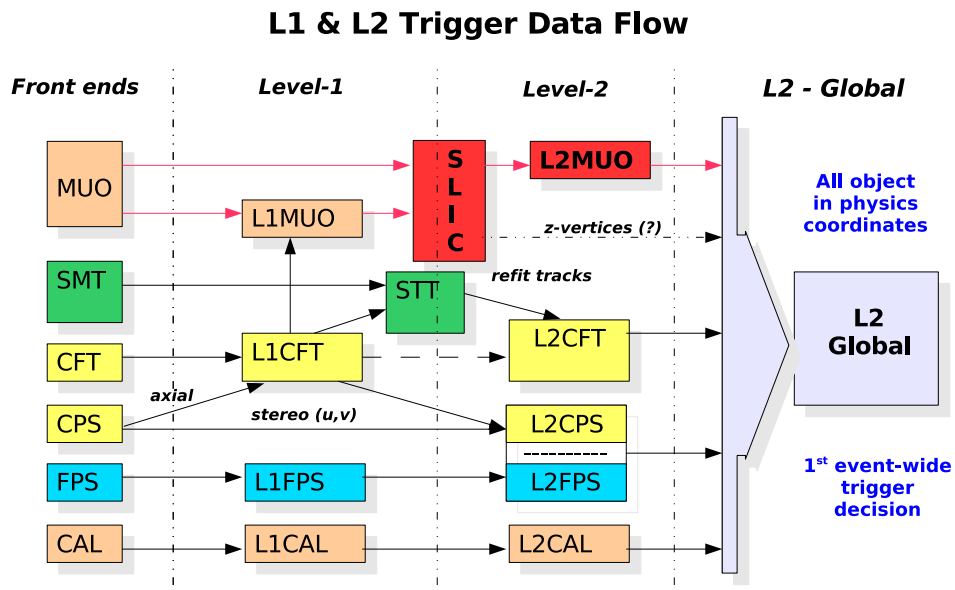 L1 & L2 Trigger Data Flow
Front ends
Level-1
Level-2
L2 - Global
MUO
L1MUO
S
L
I
C
L2MUO
z-vertices (?)
All object
in physics
coordinates
SMT
STT
refit tracks
CFT
L1CFT
L2CFT
L2
Global
axial
CPS
stereo (u,v)
L2CPS
----------
FPS
L1FPS
L2FPS
1st event-wide
trigger
decision
CAL
L1CAL
L2CAL